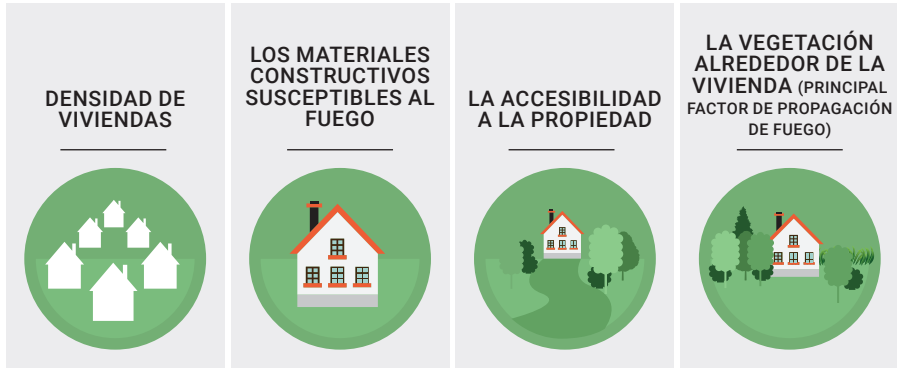 DENSIDAD DE
VIVIENDAS
LOS MATERIALES
CONSTRUCTIVOS
SUSCEPTIBLES AL
FUEGO
LA ACCESIBILIDAD
A LA PROPIEDAD
LA VEGETACIÓN
ALREDEDOR DE LA
VIVIENDA (PRINCIPAL
FACTOR DE PROPAGACIÓN
DE FUEGO)